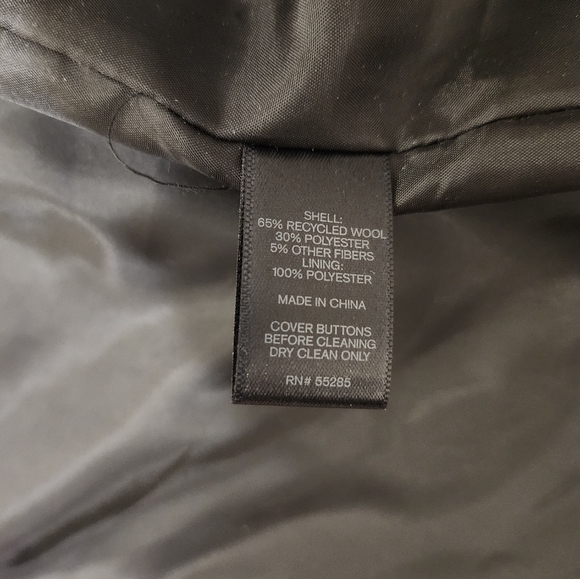 SHELL:
65% RECYCLED WOOL
30% POLYESTER
5% OTHER FIBERS
LINING:
100% POLYESTER
MADE IN CHINA
COVER BUTTONS
BEFORE CLEANING
DRY CLEAN ONLY
RN# 55285